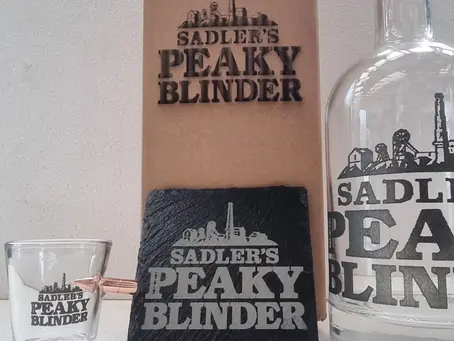 SADLER'S
PEAKY
BLINDER
SADLER'S
PEAKY
BLINDER
SADLER'S
PEAKY
BLINDER
SADLER
PEA
BLIN